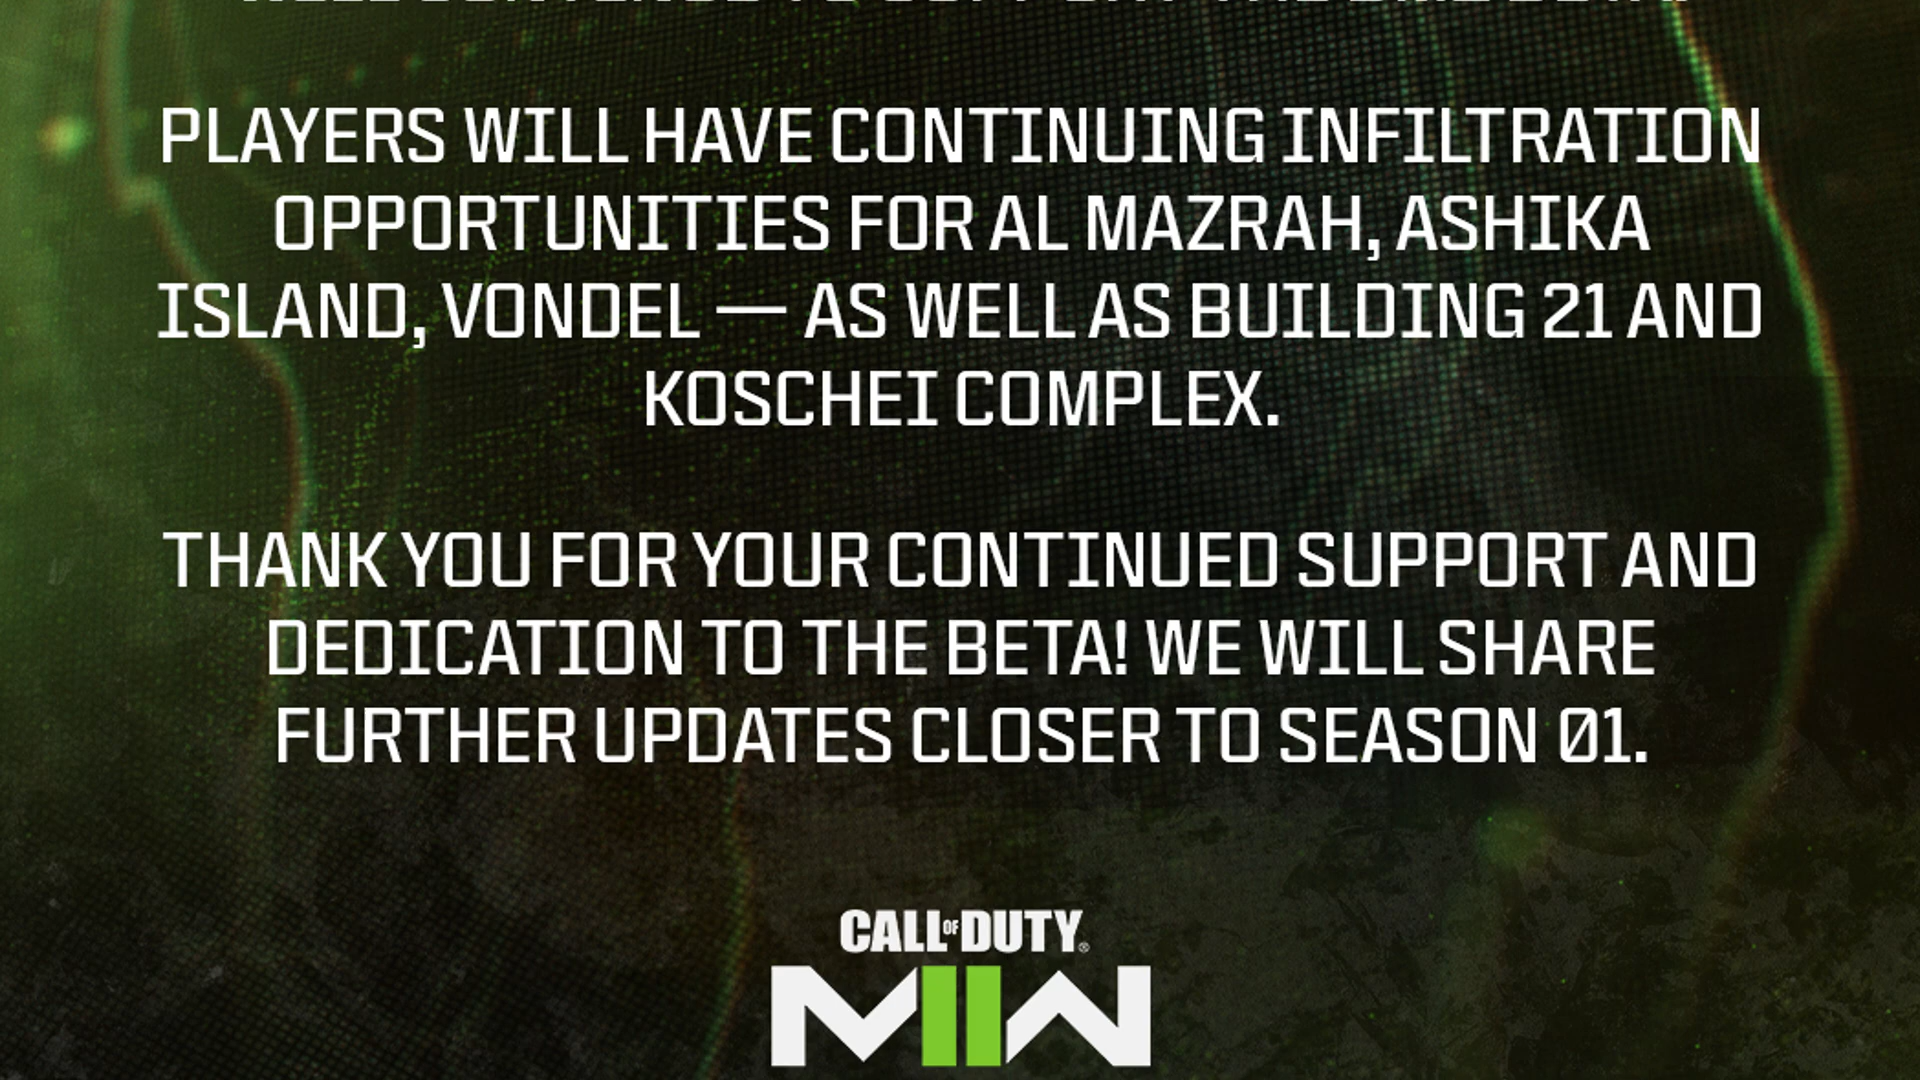 PLAYERS WILL HAVE CONTINUING INFILTRATION
OPPORTUNITIES FOR AL MAZRAH, ASHIKA
ISLAND, VONDEL — AS WELL AS BUILDING 21 AND
KOSCHEI COMPLEX.
THANK YOU FOR YOUR CONTINUED SUPPORT AND
DEDICATION TO THE BETA! WE WILL SHARE
FURTHER UPDATES CLOSER TO SEASON 01.
CALL OF DUTY®
MIIW